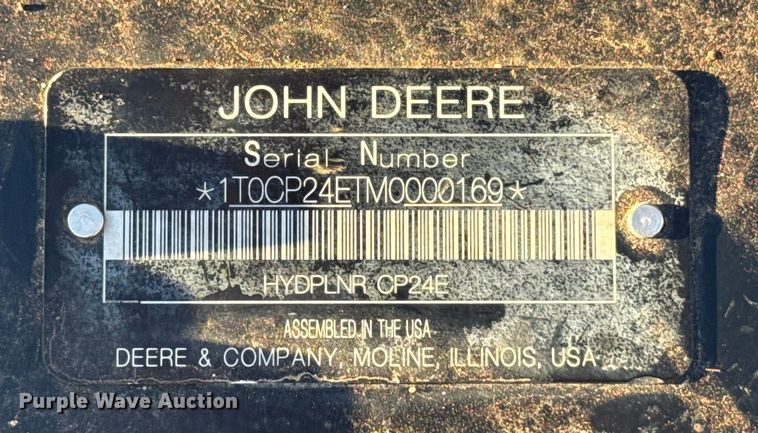 JOHN DEERE
Serial Number
*1T0CP24ETM0000169*
HYDPLNR CP24E
ASSEMBLED IN THE USA
DEERE & COMPANY, MOLINE, ILLINOIS, USA
Purple Wave Auction